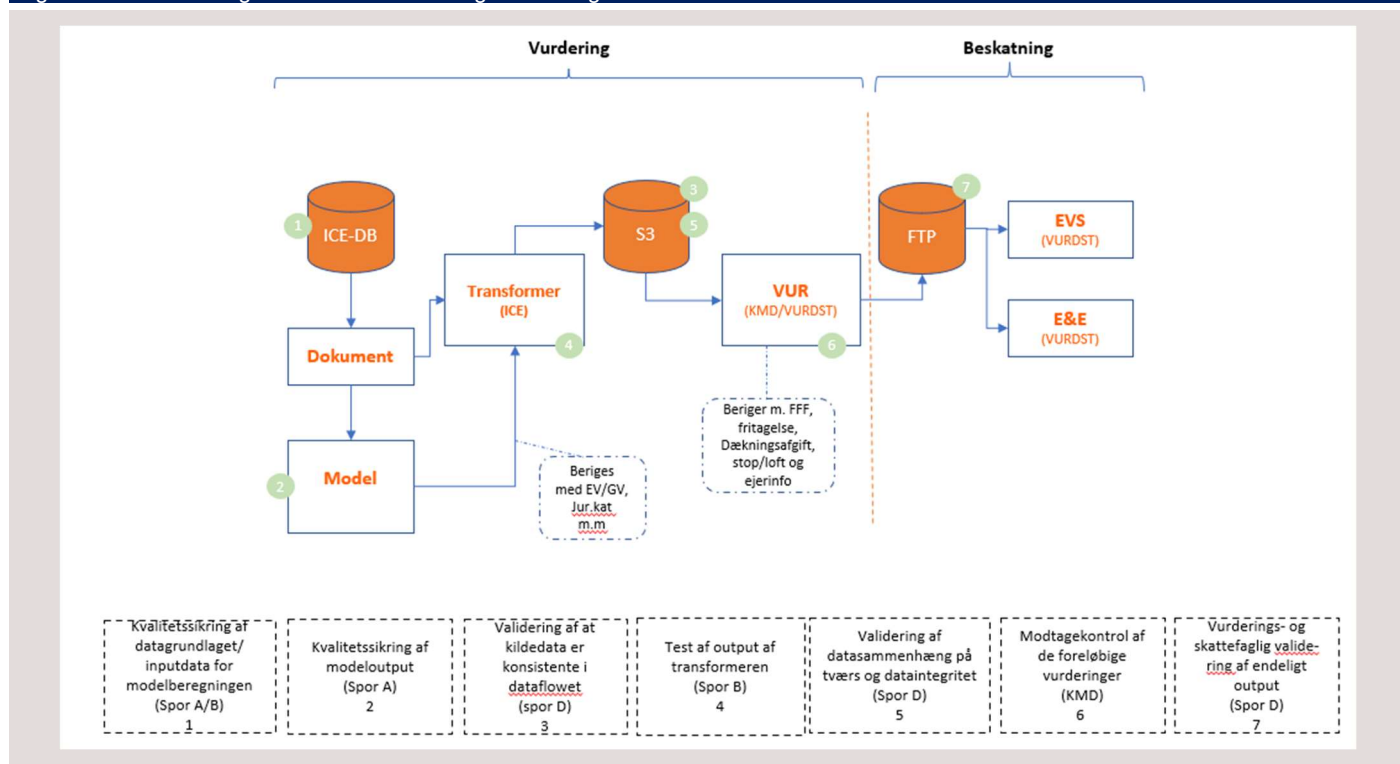 Vurdering
Beskatning
3
7
1
ICE-DB
S3
5
FTP
EVS
(VURDST)
Transformer
(ICE)
4
VUR
(KMD/VURDST)
6
E&E
(VURDST)
Dokument
Model
2
Beriges
med EV/GV,
Jur.kat
m.m
Beriger m. FFF,
fritagelse,
Dækningsafgift,
stop/loft og
ejerinfo
Kvalitetssikring af
datagrundlaget/
inputdata for
modelberegningen
(Spor A/B)
1
Kvalitetssikring af
modeloutput
(Spor A)
2
Validering af at
kildedata er
konsistente i
dataflowet
(spor D)
3
Test af output af
transformeren
(Spor B)
4
Validering af
datasammenhæng på
tværs og dataintegritet
(Spor D)
5
Modtagekontrol af
de foreløbige
vurderinger
(KMD)
6
Vurderings- og
skattefaglig valide-
ring af endeligt
output
(Spor D)
7